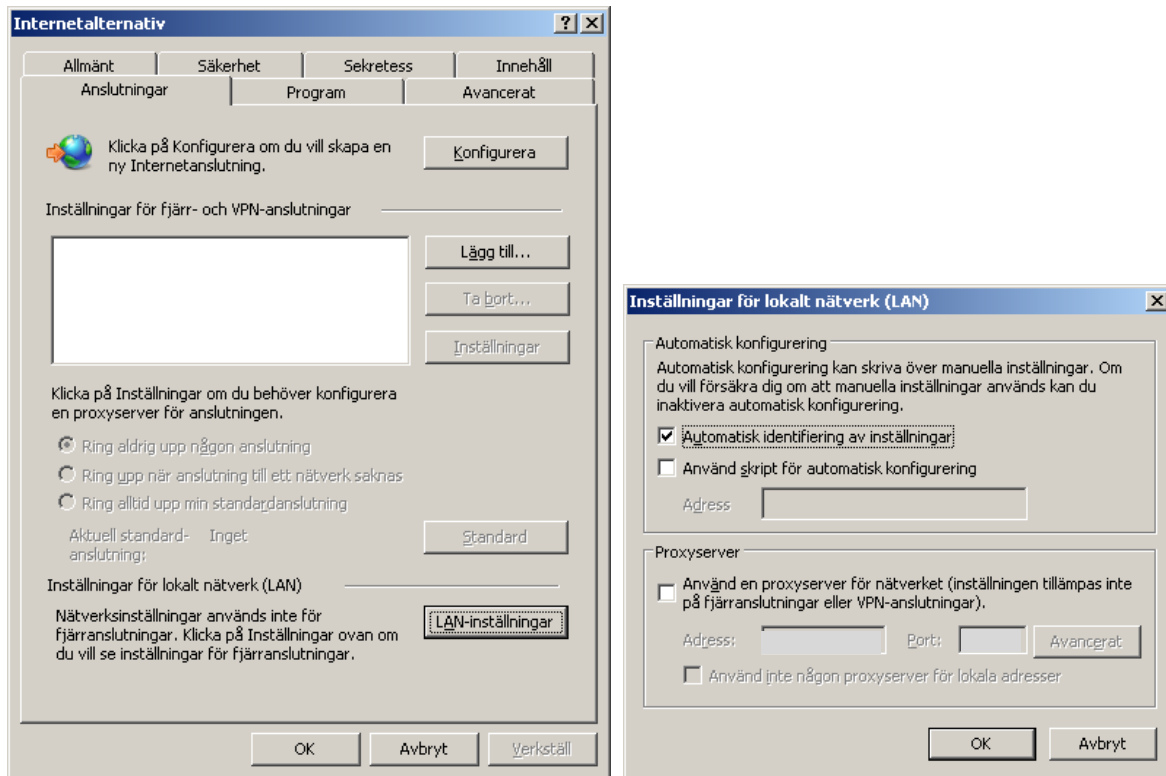 Internetalternativ
Allmänt Säkerhet Sekretess Innehåll
Anslutningar Program Avancerat
Klicka på Konfigurera om du vill skapa en
ny Internetanslutning.
Konfigurera
Inställningar för fjärr- och VPN-anslutningar
Lägg till...
Ta bort...
Inställningar
Klicka på Inställningar om du behöver konfigurera
en proxyserver för anslutningen.
Ring aldrig upp någon anslutning
Ring upp när anslutning till ett nätverk saknas
Ring alltid upp min standardanslutning
Aktuell standard- Inget
anslutning:
Standard
Inställningar för lokalt nätverk (LAN)
Nätverksinställningar används inte för
fjärranslutningar. Klicka på Inställningar ovan om
du vill se inställningar för fjärranslutningar.
LAN-inställningar
OK Avbryt Verkställ
Inställningar för lokalt nätverk (LAN)
Automatisk konfigurering
Automatisk konfigurering kan skriva över manuella inställningar. Om
du vill försäkra dig om att manuella inställningar används kan du
inaktivera automatisk konfigurering.
Automatisk identifiering av inställningar
Använd skript för automatisk konfigurering
Adress
Proxyserver
Använd en proxyserver för nätverket (inställningen tillämpas inte
på fjärranslutningar eller VPN-anslutningar).
Adress: Port: Avancerat
Använd inte någon proxyserver för lokala adresser
OK Avbryt